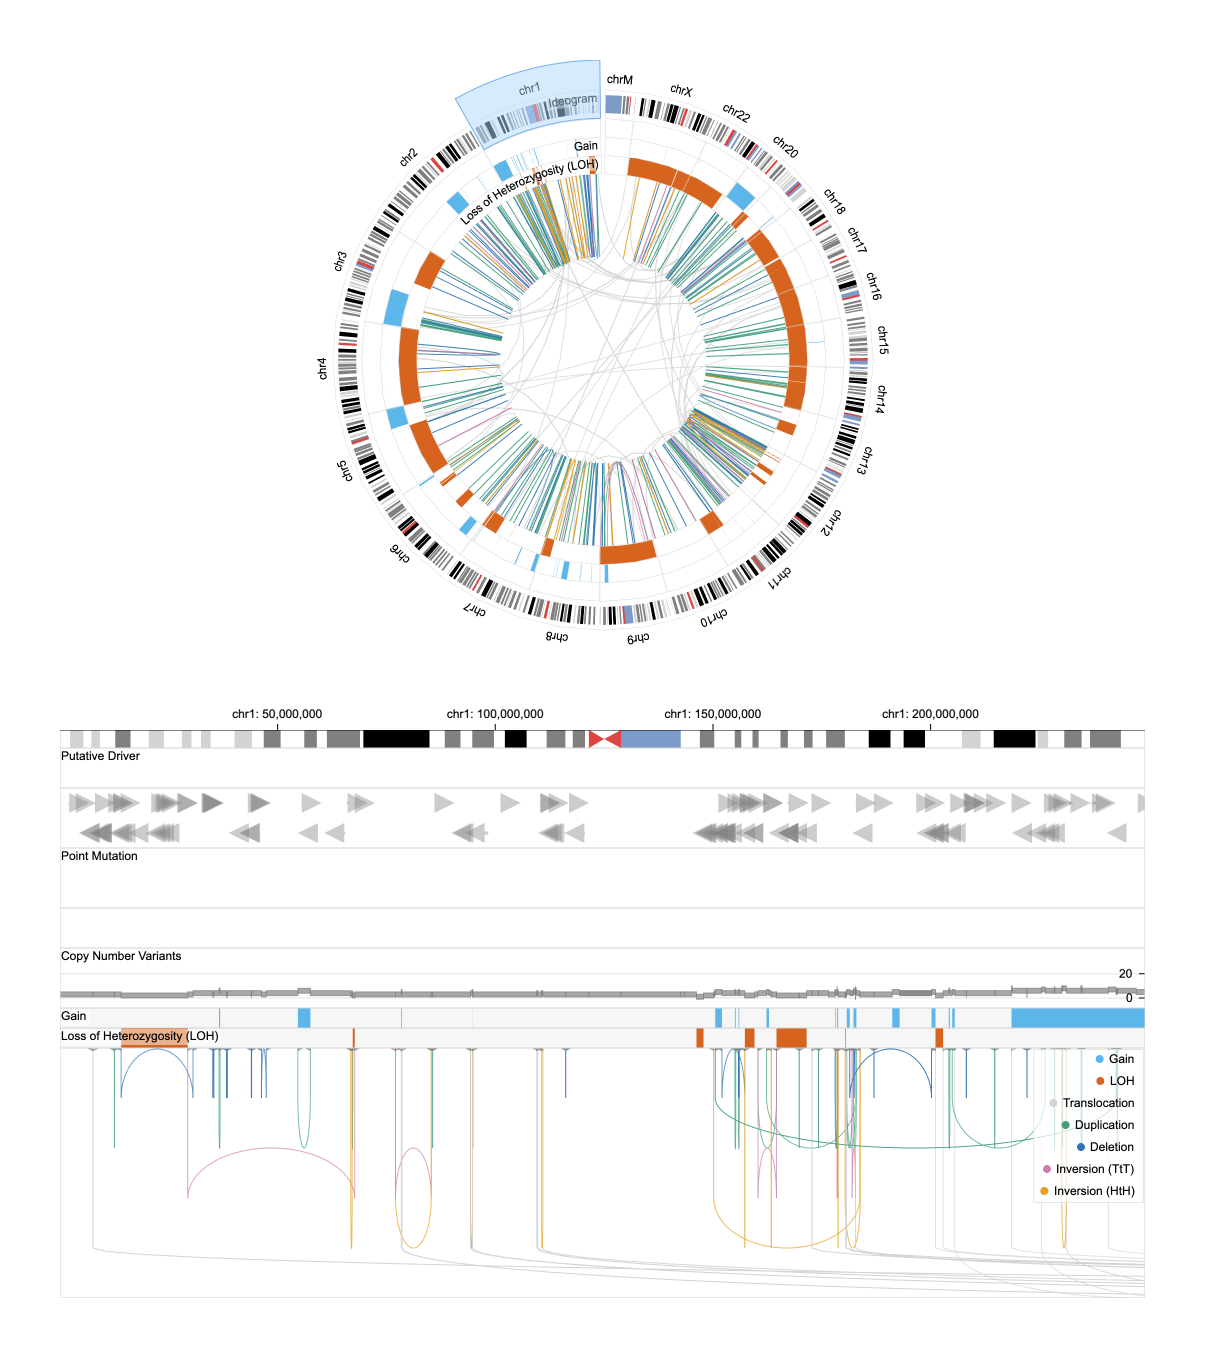 chrM
chrX
chr22
chr20
chr18
chr17
chr16
chr15
chr14
chr13
chr12
chr11
chr10
chr9
chr8
chr7
chr6
chr5
chr4
chr3
chr2
chr1
Ideogram
Gain
Loss of Heterozygosity (LOH)
chr1: 50,000,000
chr1: 100,000,000
chr1: 150,000,000
chr1: 200,000,000
Putative Driver
Point Mutation
Copy Number Variants
20
0
Gain
Loss of Heterozygosity (LOH)
Gain
LOH
Translocation
Duplication
Deletion
Inversion (TtT)
Inversion (HtH)